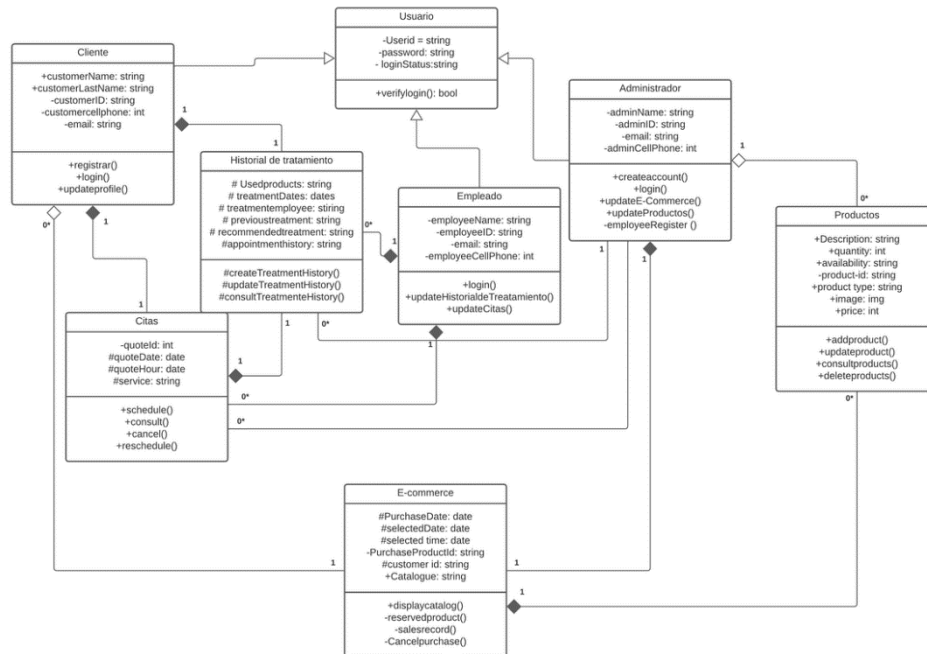 Usuario
-Userid = string
-password: string
- loginStatus:string
+verifylogin(): bool
Cliente
+customerName: string
+customerLastName: string
-customerID: string
-customercellphone: int
-email: string
+registrar()
+login()
+updateprofile()
Administrador
-adminName: string
-adminID: string
-email: string
-adminCellPhone: int
+createaccount()
+login()
+updateE-Commerce()
+updateProductos()
-employeeRegister ()
Historial de tratamiento
# Usedproducts: string
# treatmentDates: dates
# treatmentemployee: string
# previoustreatment: string
# recommendedtreatment: string
#appointmenthistory: string
#createTreatmentHistory()
#updateTreatmentHistory()
#consultTreatmenteHistory()
Empleado
-employeeName: string
-employeeID: string
-email: string
-employeeCellPhone: int
+login()
+updateHistorialdeTreatamiento()
+updateCitas()
Productos
+Description: string
+quantity: int
+availability: string
-product-id: string
+product type: string
+image: img
+price: int
+addproduct()
+updateproduct()
+consultproducts()
+deleteproducts()
Citas
-quoteId: int
#quoteDate: date
#quoteHour: date
#service: string
+schedule()
+consult()
+cancel()
+reschedule()
E-commerce
#PurchaseDate: date
#selectedDate: date
#selected time: date
-PurchaseProductId: string
#customer id: string
+Catalogue: string
+displaycatalog()
-reservedproduct()
-salesrecord()
-Cancelpurchase()
1
1
0*
1
1
0*
1
1
0*
1
1
1
0*
1
1
0*
1
0*
1
0*
1
1
1
0*